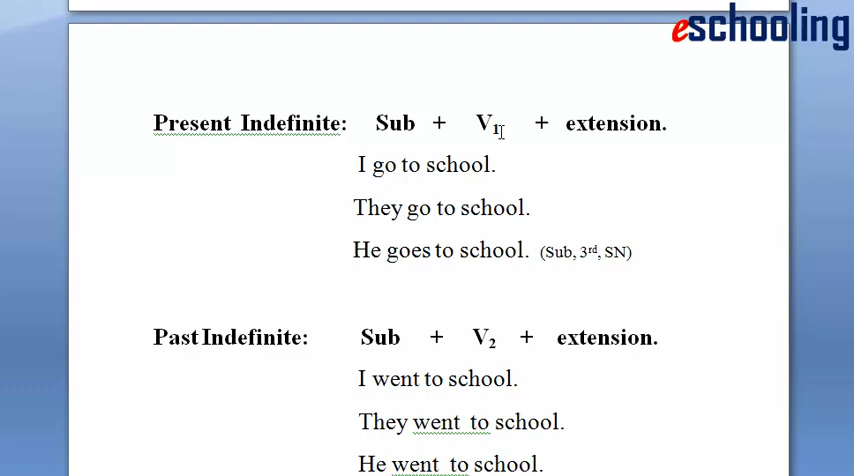 eschooling
Present Indefinite: Sub + V₁ + extension.
I go to school.
They go to school.
He goes to school. (Sub, 3rd, SN)
Past Indefinite: Sub + V₂ + extension.
I went to school.
They went to school.
He went to school.